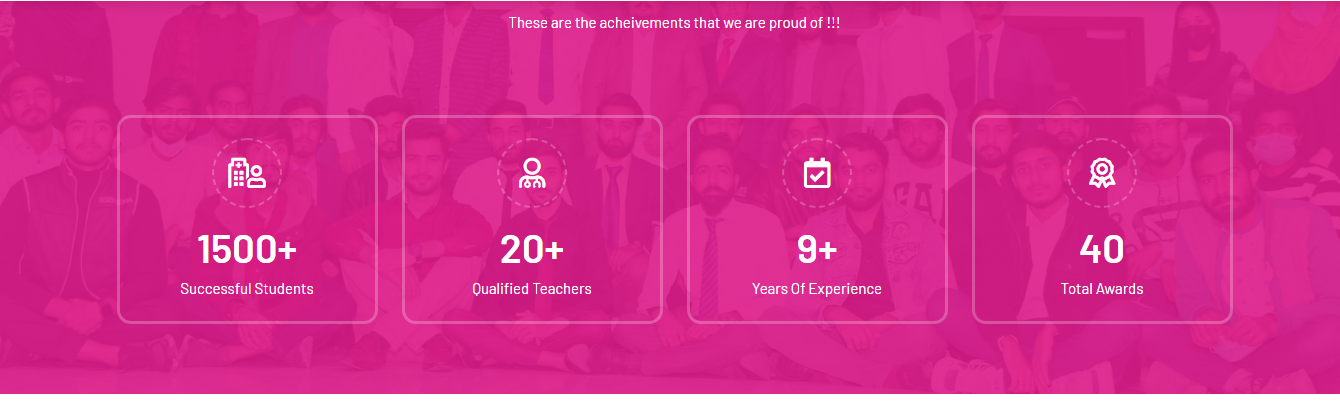 These are the acheivements that we are proud of !!!
1500+
Successful Students
20+
Qualified Teachers
9+
Years Of Experience
40
Total Awards